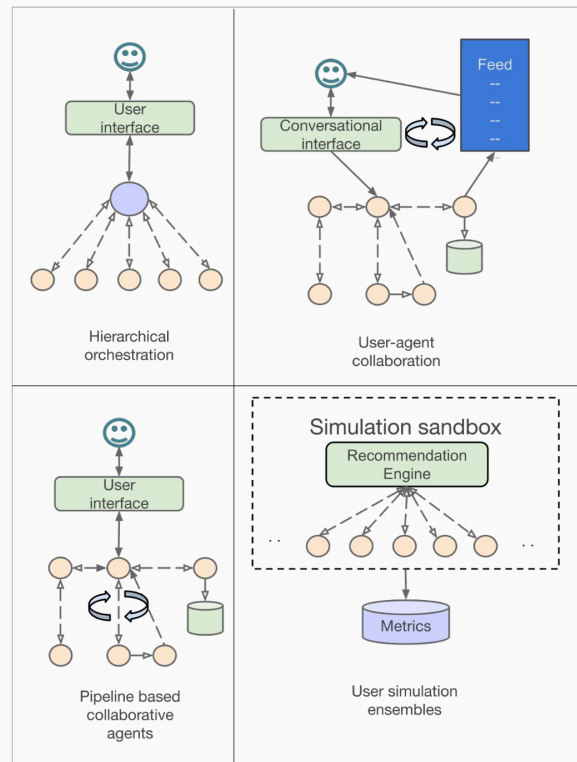 User
interface
Hierarchical
orchestration
Feed
--
--
--
--
Conversational
interface
User-agent
collaboration
User
interface
Pipeline based
collaborative
agents
Simulation sandbox
Recommendation
Engine
. .
. .
Metrics
User simulation
ensembles